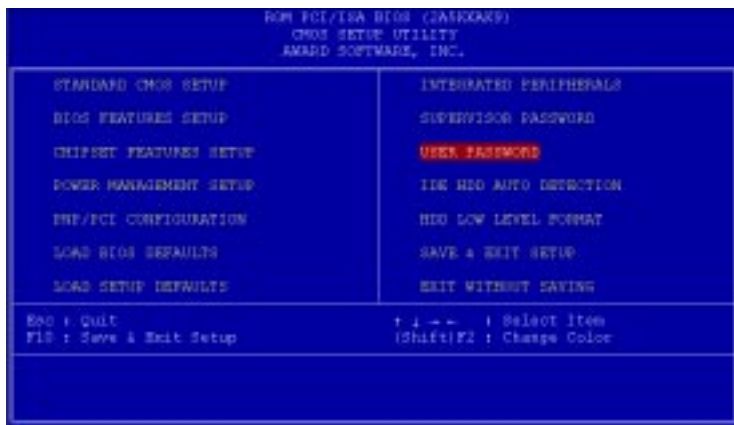 ROM PCI/ISA BIOS
CMOS SETUP UTILITY
AWARD SOFTWARE, INC.
STANDARD CMOS SETUP
BIOS FEATURES SETUP
CHIPSET FEATURES SETUP
POWER MANAGEMENT SETUP
PNP/PCI CONFIGURATION
LOAD BIOS DEFAULTS
LOAD SETUP DEFAULTS
INTEGRATED PERIPHERALS
SUPERVISOR PASSWORD
USER PASSWORD
IDE HDD AUTO DETECTION
HDD LOW LEVEL FORMAT
SAVE & EXIT SETUP
EXIT WITHOUT SAVING
Esc : Quit
F10 : Save & Exit Setup
↑ ↓ → ← : Select Item
(Shift)F2 : Change Color